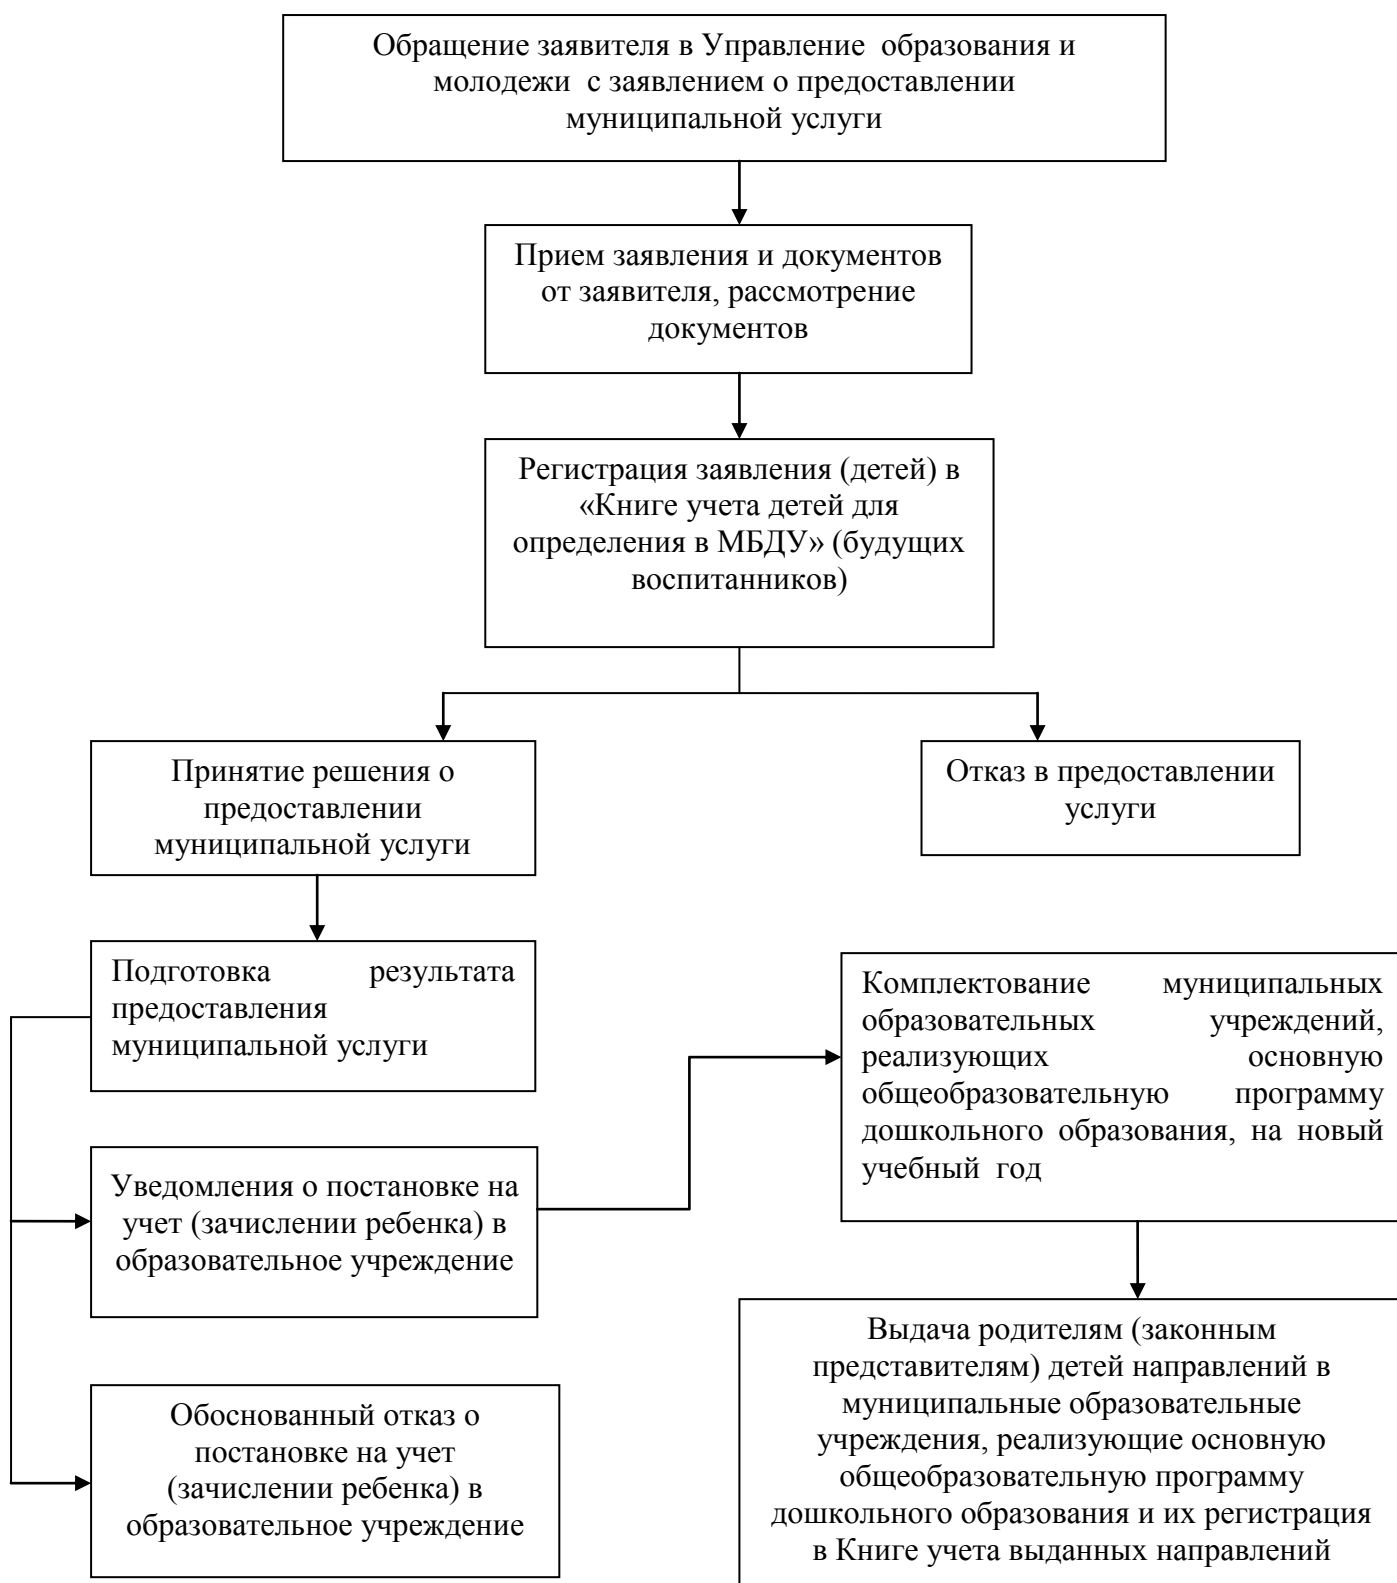 Обращение заявителя в Управление образования и
молодежи с заявлением о предоставлении
муниципальной услуги
Прием заявления и документов
от заявителя, рассмотрение
документов
Регистрация заявления (детей) в
«Книге учета детей для
определения в МБДУ» (будущих
воспитанников)
Принятие решения о
предоставлении
муниципальной услуги
Отказ в предоставлении
услуги
Подготовка результата
предоставления
муниципальной услуги
Комплектование муниципальных
образовательных учреждений,
реализующих основную
общеобразовательную программу
дошкольного образования, на новый
учебный год
Уведомления о постановке на
учет (зачислении ребенка) в
образовательное учреждение
Выдача родителям (законным
представителям) детей направлений в
муниципальные образовательные
учреждения, реализующие основную
общеобразовательную программу
дошкольного образования и их регистрация
в Книге учета выданных направлений
Обоснованный отказ о
постановке на учет
(зачислении ребенка) в
образовательное учреждение